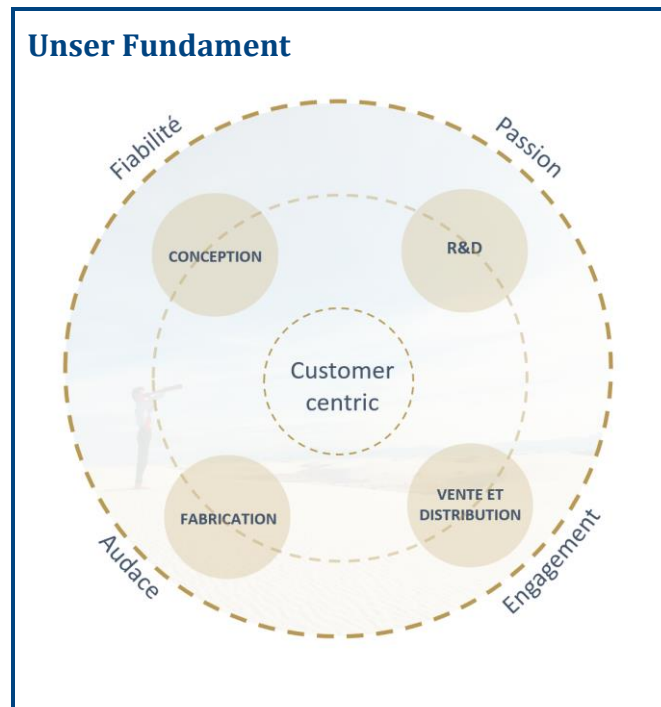 Unser Fundament
Fiabilité
Passion
CONCEPTION
R&D
Customer
centric
FABRICATION
VENTE ET
DISTRIBUTION
Audace
Engagement